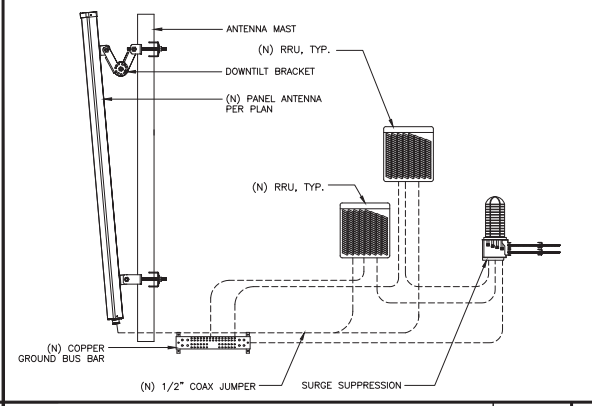 ANTENNA MAST
(N) RRU, TYP.
DOWNTILT BRACKET
(N) PANEL ANTENNA
PER PLAN
(N) RRU, TYP.
(N) COPPER
GROUND BUS BAR
(N) 1/2" COAX JUMPER
SURGE SUPPRESSION